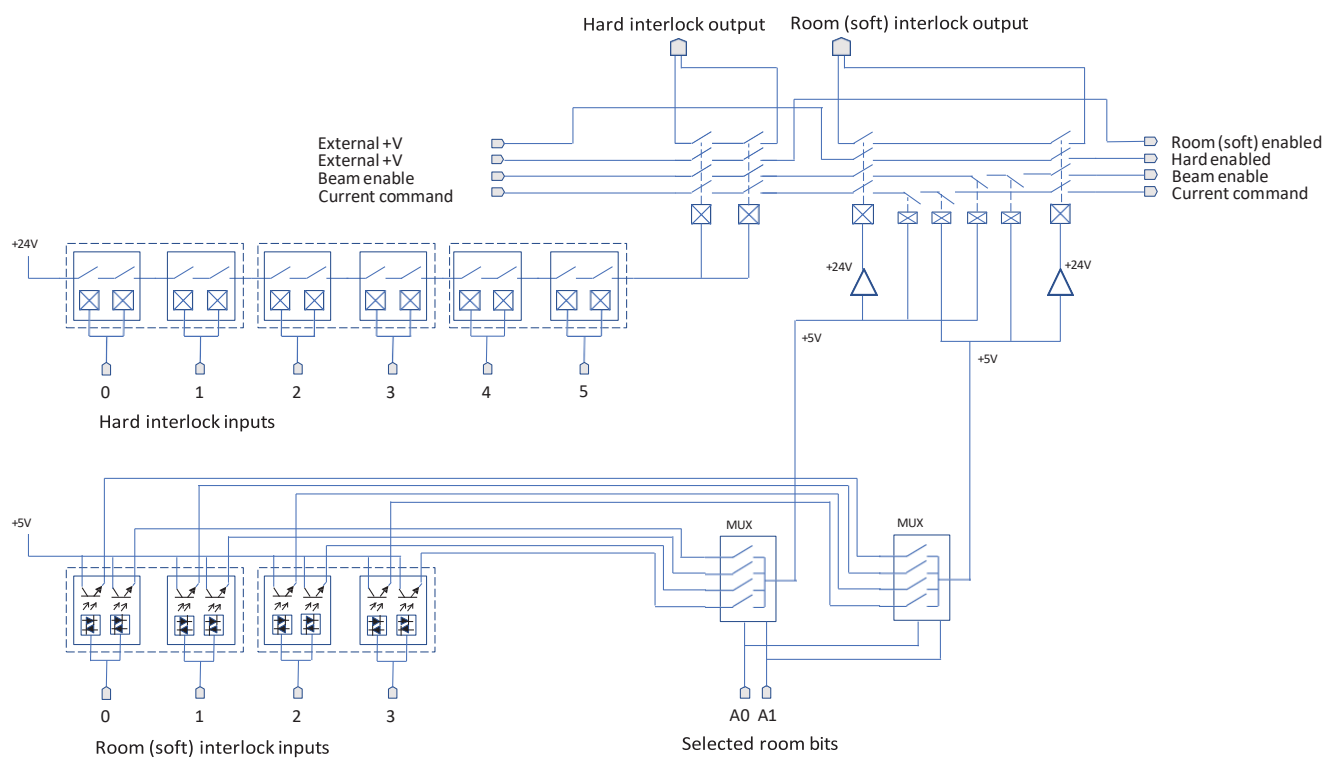 Hard interlock output
Room (soft) interlock output
External +V
External +V
Beam enable
Current command
Room (soft) enabled
Hard enabled
Beam enable
Current command
+24V
+24V
+24V
+5V
+5V
0
1
2
3
4
5
Hard interlock inputs
+5V
MUX
MUX
0
1
2
3
A0
A1
Room (soft) interlock inputs
Selected room bits